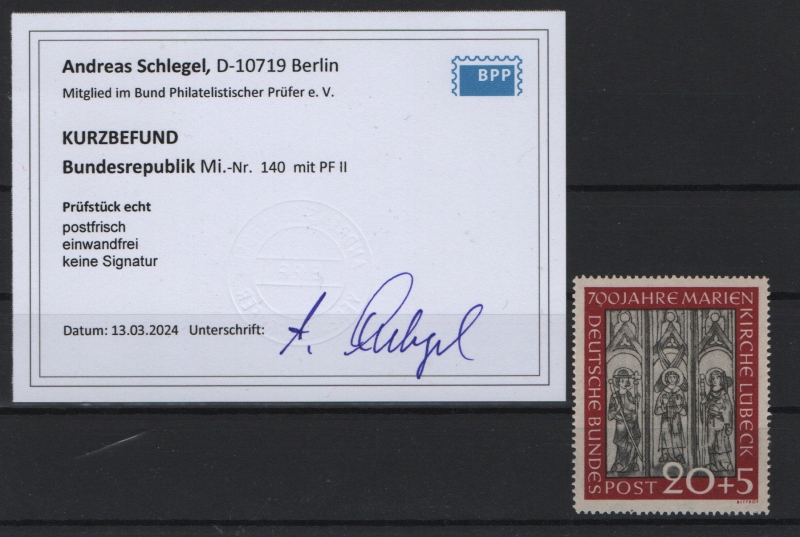 Andreas Schlegel, D-10719 Berlin
Mitglied im Bund Philatelistischer Prüfer e. V.
BPP
KURZBEFUND
Bundesrepublik Mi.-Nr. 140 mit PF II
Prüfstück echt
postfrisch
einwandfrei
keine Signatur
Datum: 13.03.2024 Unterschrift:
A. Schlegel
700 JAHRE MARIEN
KIRCHE LÜBECK
DEUTSCHE BUNDES
POST 20+5